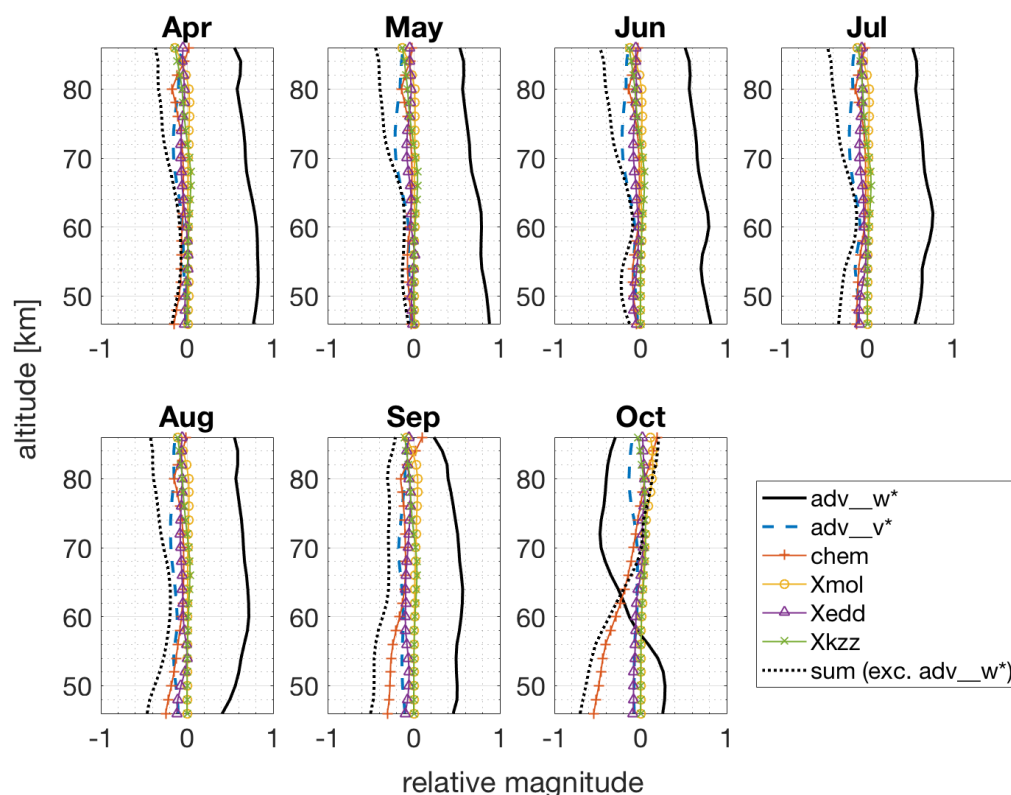 Apr May Jun Jul
80 80 80 80
70 70 70 70
60 60 60 60
50 50 50 50
-1 0 1 -1 0 1 -1 0 1 -1 0 1
altitude [km]
Aug Sep Oct
80 80 80
70 70 70
60 60 60
50 50 50
-1 0 1 -1 0 1 -1 0 1
relative magnitude
adv__w*
adv__v*
chem
Xmol
Xedd
Xkzz
sum (exc. adv__w*)